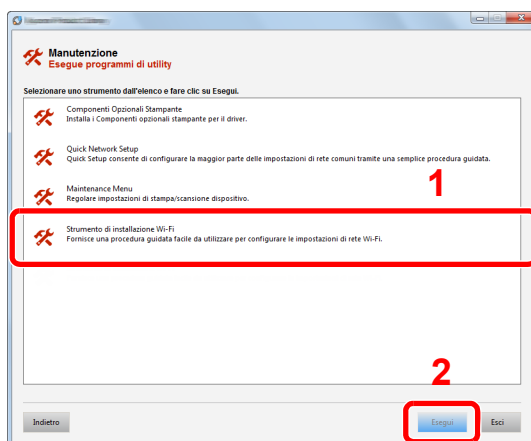 Manutenzione
Esegue programmi di utility
Selezionare uno strumento dall'elenco e fare clic su Esegui.
Componenti Opzionali Stampante
Installa i Componenti opzionali stampante per il driver.
Quick Network Setup
Quick Setup consente di configurare la maggior parte delle impostazioni di rete comuni tramite una semplice procedura guidata.
1
Maintenance Menu
Regolare impostazioni di stampa/scansione dispositivo.
Strumento di installazione Wi-Fi
Fornisce una procedura guidata facile da utilizzare per configurare le impostazioni di rete Wi-Fi.
2
Indietro
Esegui
Esci